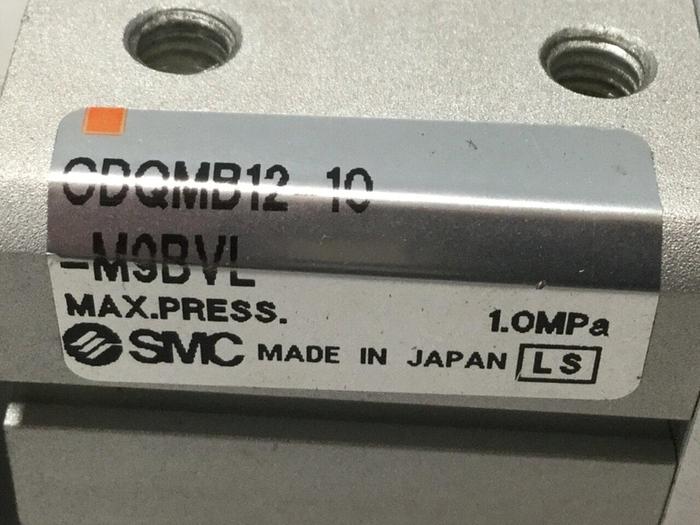 CDQMB12-10
-M9BVL
MAX.PRESS. 1.0MPa
SMC MADE IN JAPAN LS